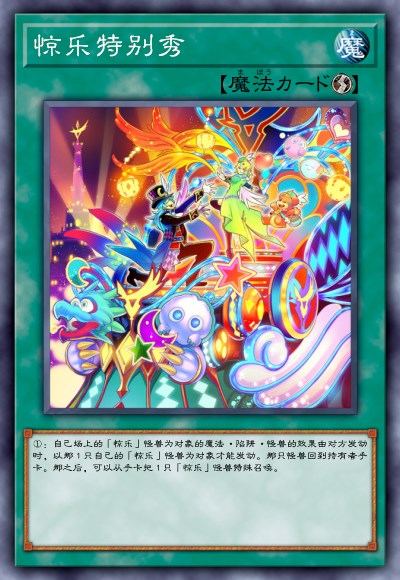 惊乐特别秀
魔
まほう
【魔法カード】
①：自己场上的「惊乐」怪兽为对象的魔法·陷阱·怪兽的效果由对方发动
时，以那1只自己的「惊乐」怪兽为对象才能发动。那只怪兽回到持有者手
卡。那之后，可以从手卡把1只「惊乐」怪兽特殊召唤。